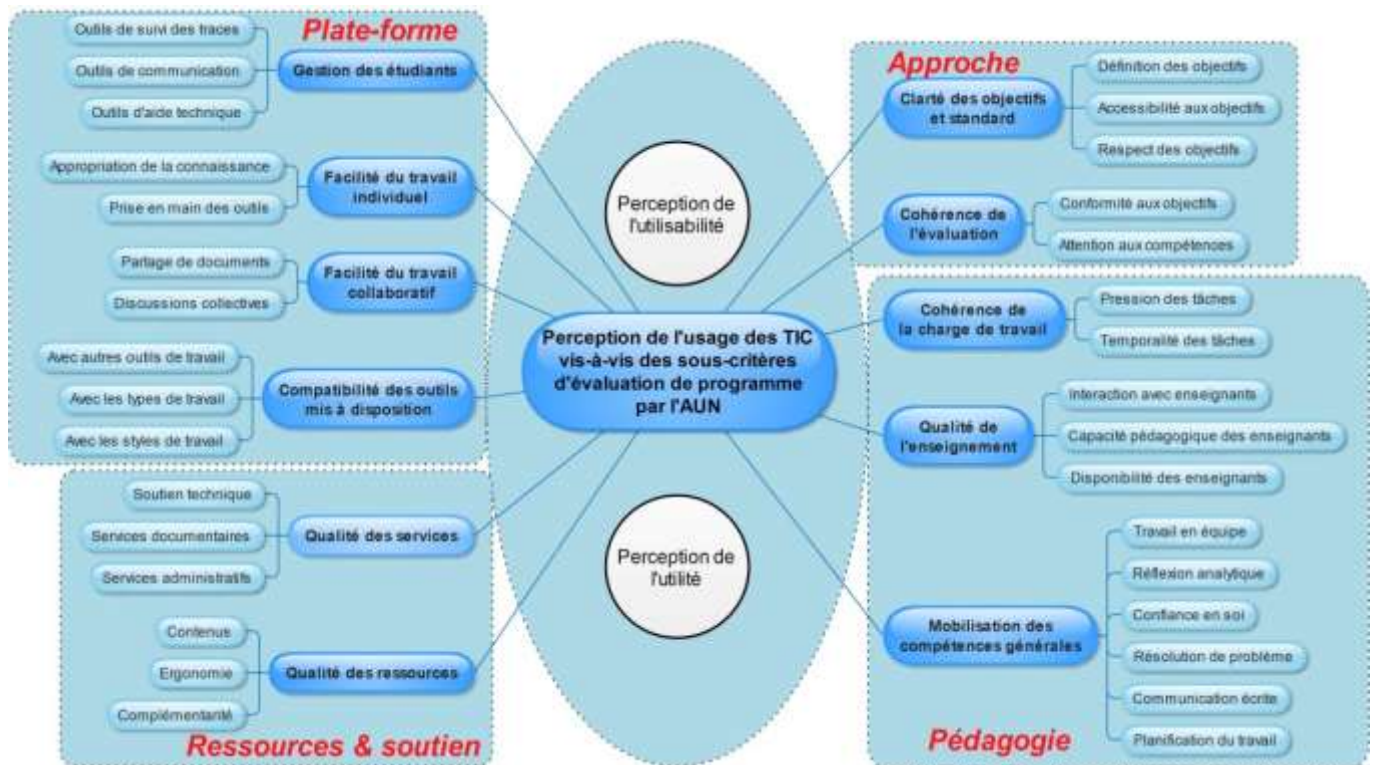 Plate-forme
Outils de suivi des traces
Outils de communication
Outils d'aide technique
Gestion des étudiants
Appropriation de la connaissance
Prise en main des outils
Facilité du travail
individuel
Partage de documents
Discussions collectives
Facilité du travail
collaboratif
Avec autres outils de travail
Avec les types de travail
Avec les styles de travail
Compatibilité des outils
mis à disposition
Soutien technique
Services documentaires
Services administratifs
Qualité des services
Contenus
Ergonomie
Complémentarité
Qualité des ressources
Ressources & soutien
Perception de
l'utilisabilité
Perception de l'usage des TIC
vis-à-vis des sous-critères
d'évaluation de programme
par l'AUN
Perception de
l'utilité
Approche
Clarté des objectifs
et standard
Définition des objectifs
Accessibilité aux objectifs
Respect des objectifs
Cohérence de
l'évaluation
Conformité aux objectifs
Attention aux compétences
Cohérence de
la charge de travail
Pression des tâches
Temporalité des tâches
Qualité de
l'enseignement
Interaction avec enseignants
Capacité pédagogique des enseignants
Disponibilité des enseignants
Mobilisation des
compétences générales
Travail en équipe
Réflexion analytique
Confiance en soi
Résolution de problème
Communication écrite
Planification du travail
Pédagogie